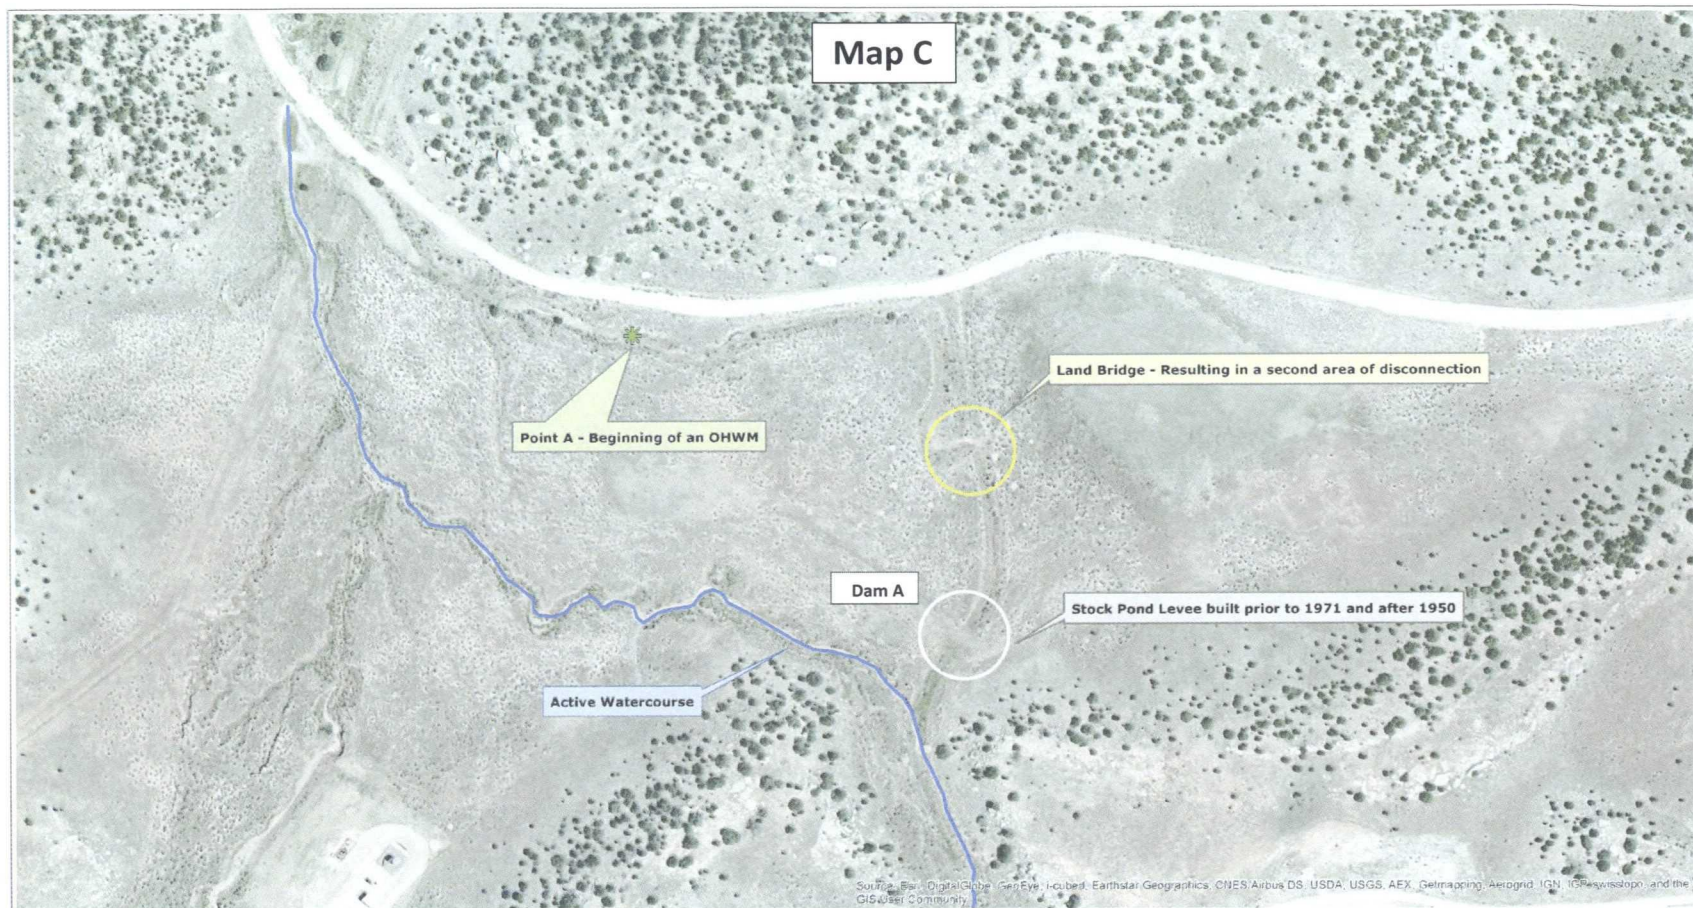 Map C
Land Bridge - Resulting in a second area of disconnection
Point A - Beginning of an OHWM
Dam A
Stock Pond Levee built prior to 1971 and after 1950
Active Watercourse
Source: Esri, DigitalGlobe, GeoEye, i-cubed, Earthstar Geographics, CNES/Airbus DS, USDA, USGS, AEX, Getmapping, Aerogrid, IGN, IGP, swisstopo, and the
GIS User Community